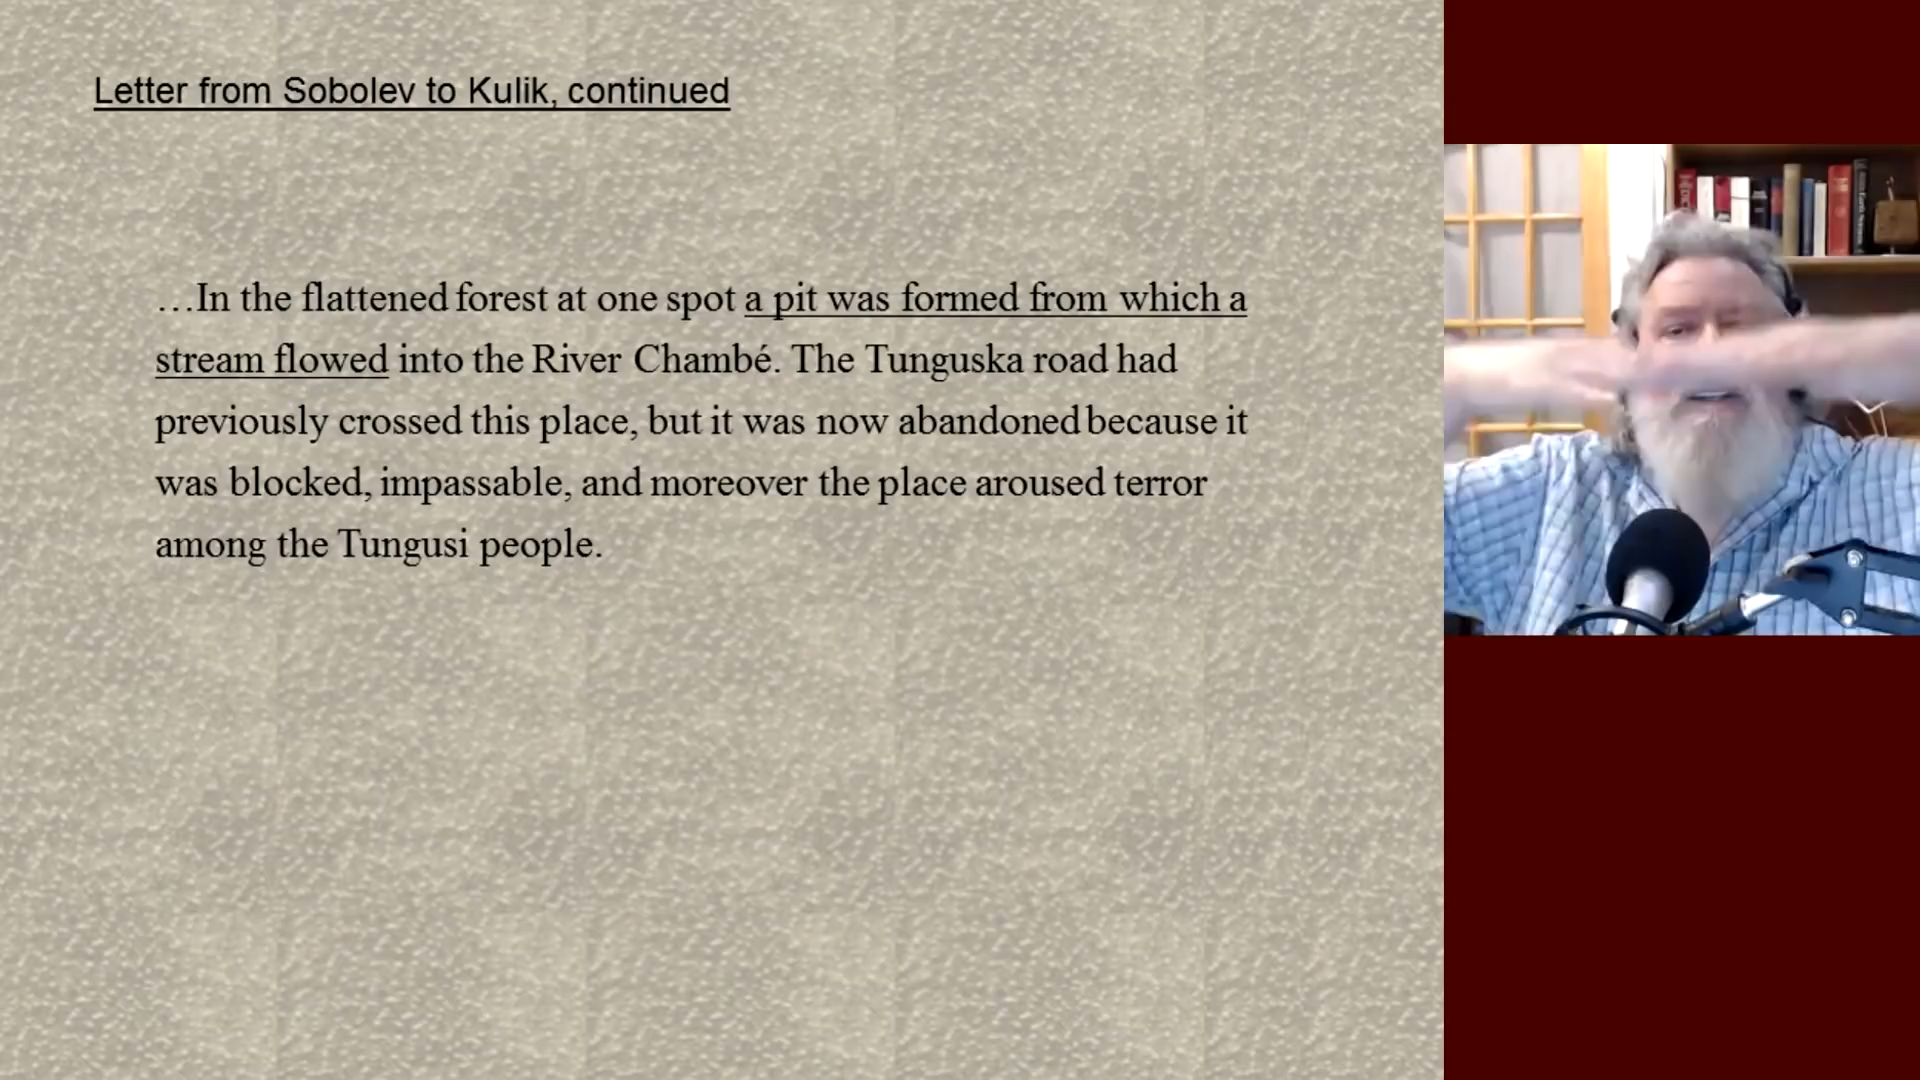 Letter from Sobolev to Kulik, continued
…In the flattened forest at one spot a pit was formed from which a
stream flowed into the River Chambé. The Tunguska road had
previously crossed this place, but it was now abandoned because it
was blocked, impassable, and moreover the place aroused terror
among the Tungusi people.